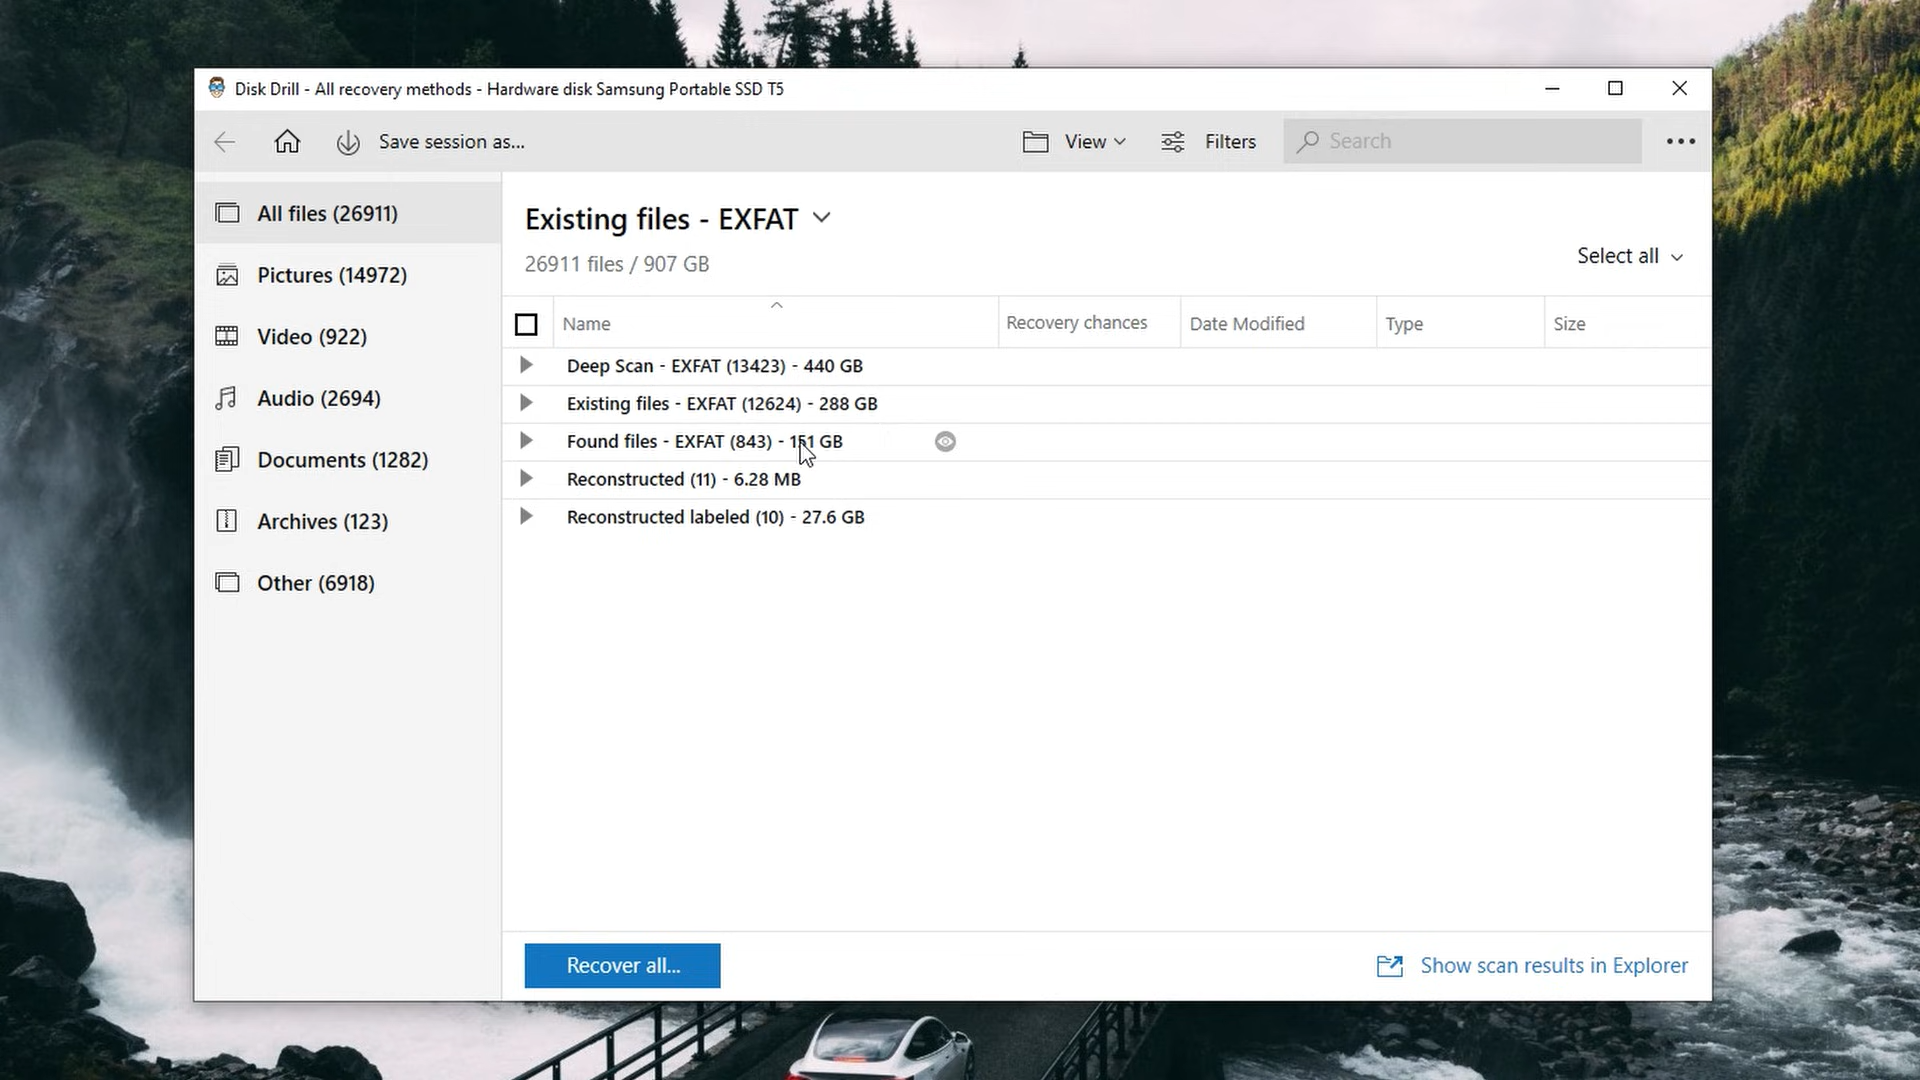 Disk Drill - All recovery methods - Hardware disk Samsung Portable SSD T5
Save session as...
View
Filters
Search
All files (26911)
Pictures (14972)
Video (922)
Audio (2694)
Documents (1282)
Archives (123)
Other (6918)
Existing files - EXFAT
26911 files / 907 GB
Select all
Name
Recovery chances
Date Modified
Type
Size
Deep Scan - EXFAT (13423) - 440 GB
Existing files - EXFAT (12624) - 288 GB
Found files - EXFAT (843) - 151 GB
Reconstructed (11) - 6.28 MB
Reconstructed labeled (10) - 27.6 GB
Recover all...
Show scan results in Explorer